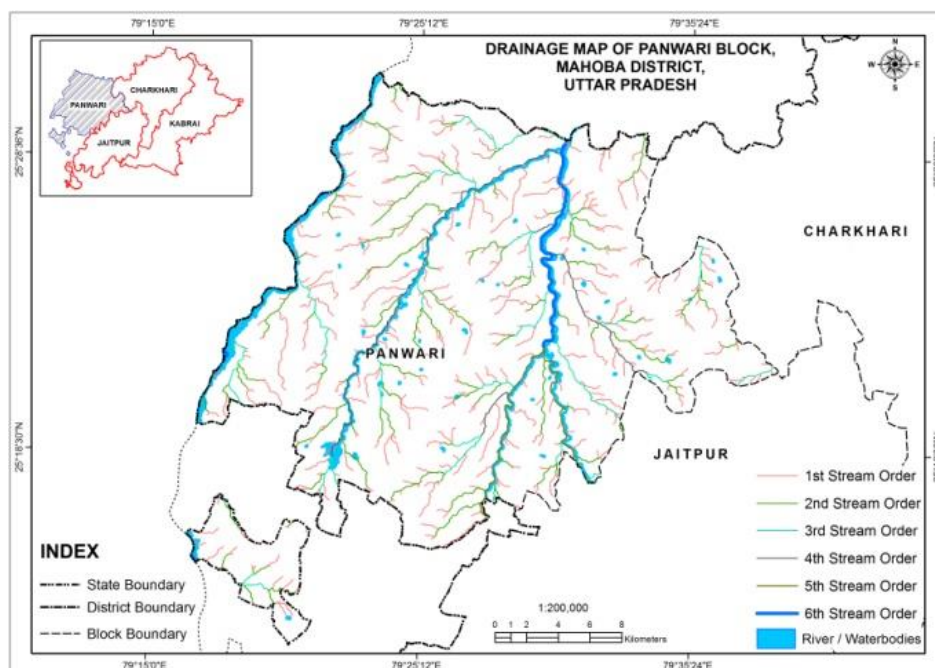 79°15'0"E
79°25'12"E
79°35'24"E
DRAINAGE MAP OF PANWARI BLOCK,
MAHOBA DISTRICT,
UTTAR PRADESH
N
W
E
S
CHARKHARI
PANWARI
KABRAI
JAITPUR
25°28'36"N
CHARKHARI
PANWARI
25°18'30"N
JAITPUR
1st Stream Order
2nd Stream Order
3rd Stream Order
4th Stream Order
5th Stream Order
6th Stream Order
River / Waterbodies
INDEX
State Boundary
District Boundary
Block Boundary
1:200,000
0 1 2 4 6 8
Kilometers
79°15'0"E
79°25'12"E
79°35'24"E